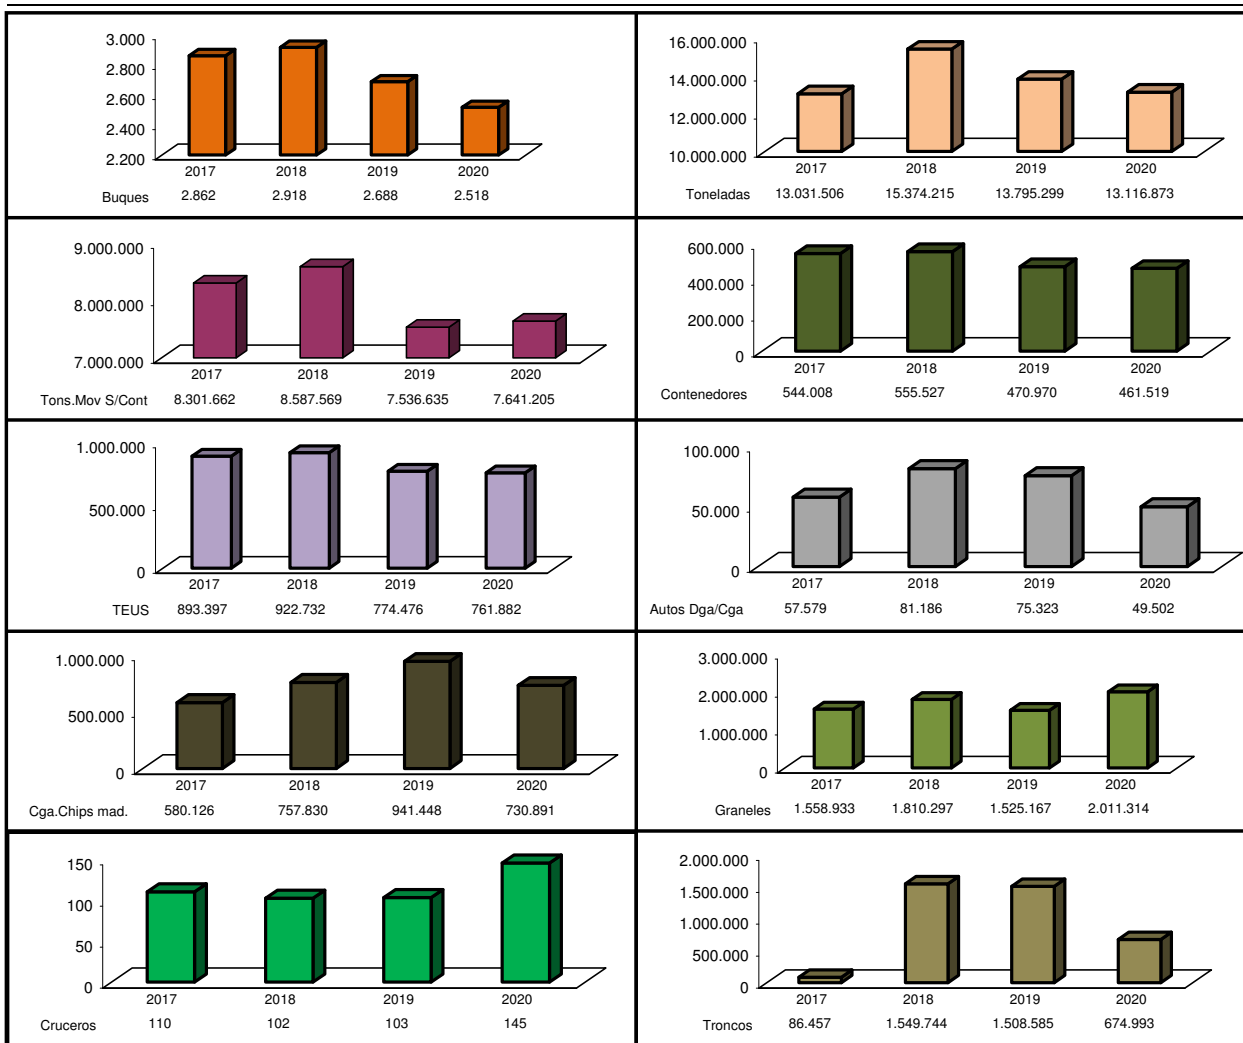 3.000
2.800
2.600
2.400
2.200
2017 2018 2019 2020
Buques 2.862 2.918 2.688 2.518
16.000.000
14.000.000
12.000.000
10.000.000
2017 2018 2019 2020
Toneladas 13.031.506 15.374.215 13.795.299 13.116.873
9.000.000
8.000.000
7.000.000
2017 2018 2019 2020
Tons.Mov S/Cont 8.301.662 8.587.569 7.536.635 7.641.205
600.000
400.000
200.000
0
2017 2018 2019 2020
Contenedores 544.008 555.527 470.970 461.519
1.000.000
500.000
0
2017 2018 2019 2020
TEUS 893.397 922.732 774.476 761.882
100.000
50.000
0
2017 2018 2019 2020
Autos Dga/Cga 57.579 81.186 75.323 49.502
1.000.000
500.000
0
2017 2018 2019 2020
Cga.Chips mad. 580.126 757.830 941.448 730.891
3.000.000
2.000.000
1.000.000
0
2017 2018 2019 2020
Graneles 1.558.933 1.810.297 1.525.167 2.011.314
150
100
50
0
2017 2018 2019 2020
Cruceros 110 102 103 145
2.000.000
1.500.000
1.000.000
500.000
0
2017 2018 2019 2020
Troncos 86.457 1.549.744 1.508.585 674.993